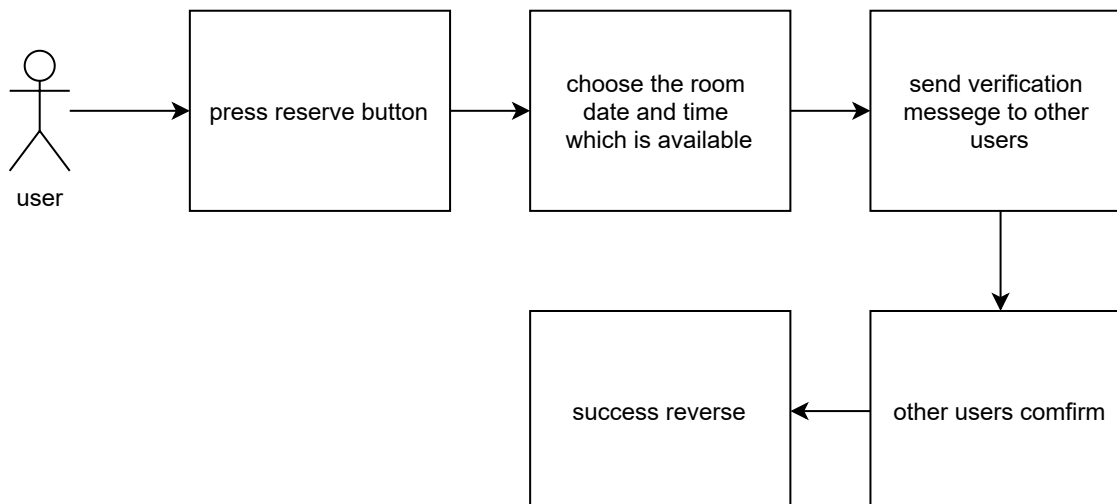 user
press reserve button
choose the room
date and time
which is available
send verification
messege to other
users
other users comfirm
success reverse